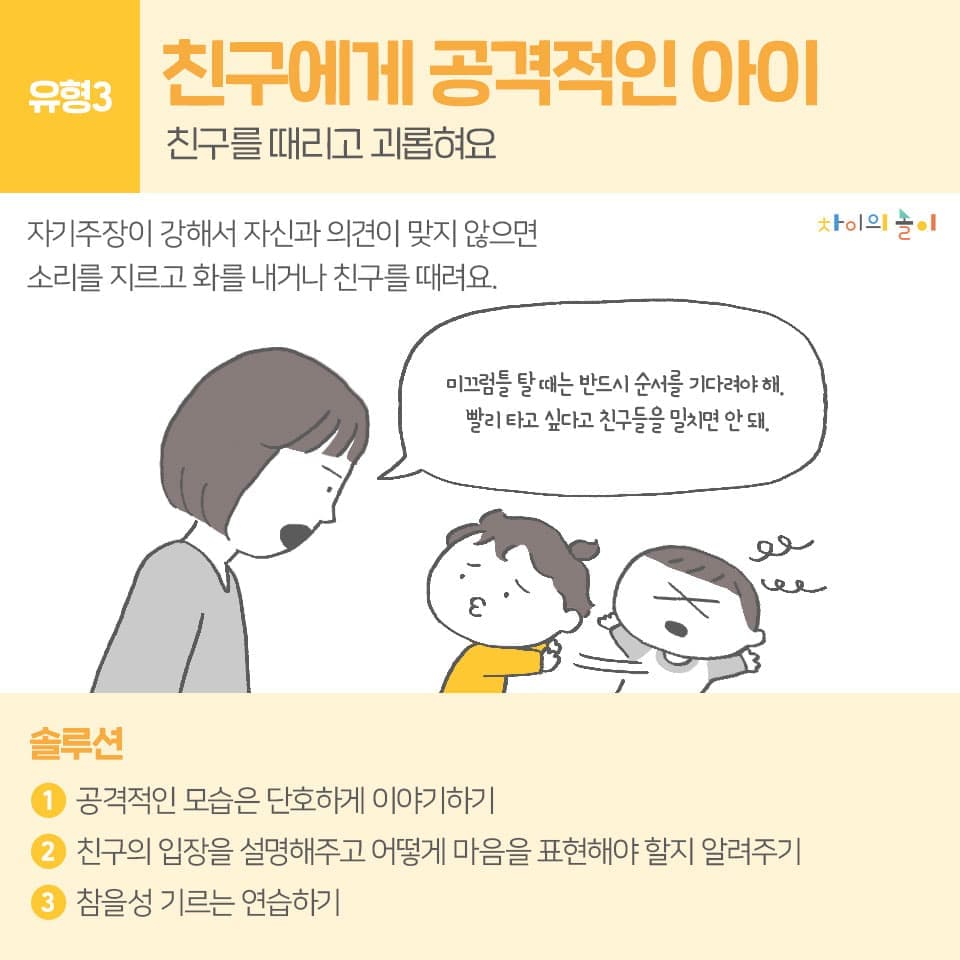 유형3
친구에게 공격적인 아이
친구를 때리고 괴롭혀요
자기주장이 강해서 자신과 의견이 맞지 않으면
소리를 지르고 화를 내거나 친구를 때려요.
차이의 놀이
미끄럼틀 탈 때는 반드시 순서를 기다려야 해.
빨리 타고 싶다고 친구들을 밀치면 안 돼.
솔루션
1 공격적인 모습은 단호하게 이야기하기
2 친구의 입장을 설명해주고 어떻게 마음을 표현해야 할지 알려주기
3 참을성 기르는 연습하기